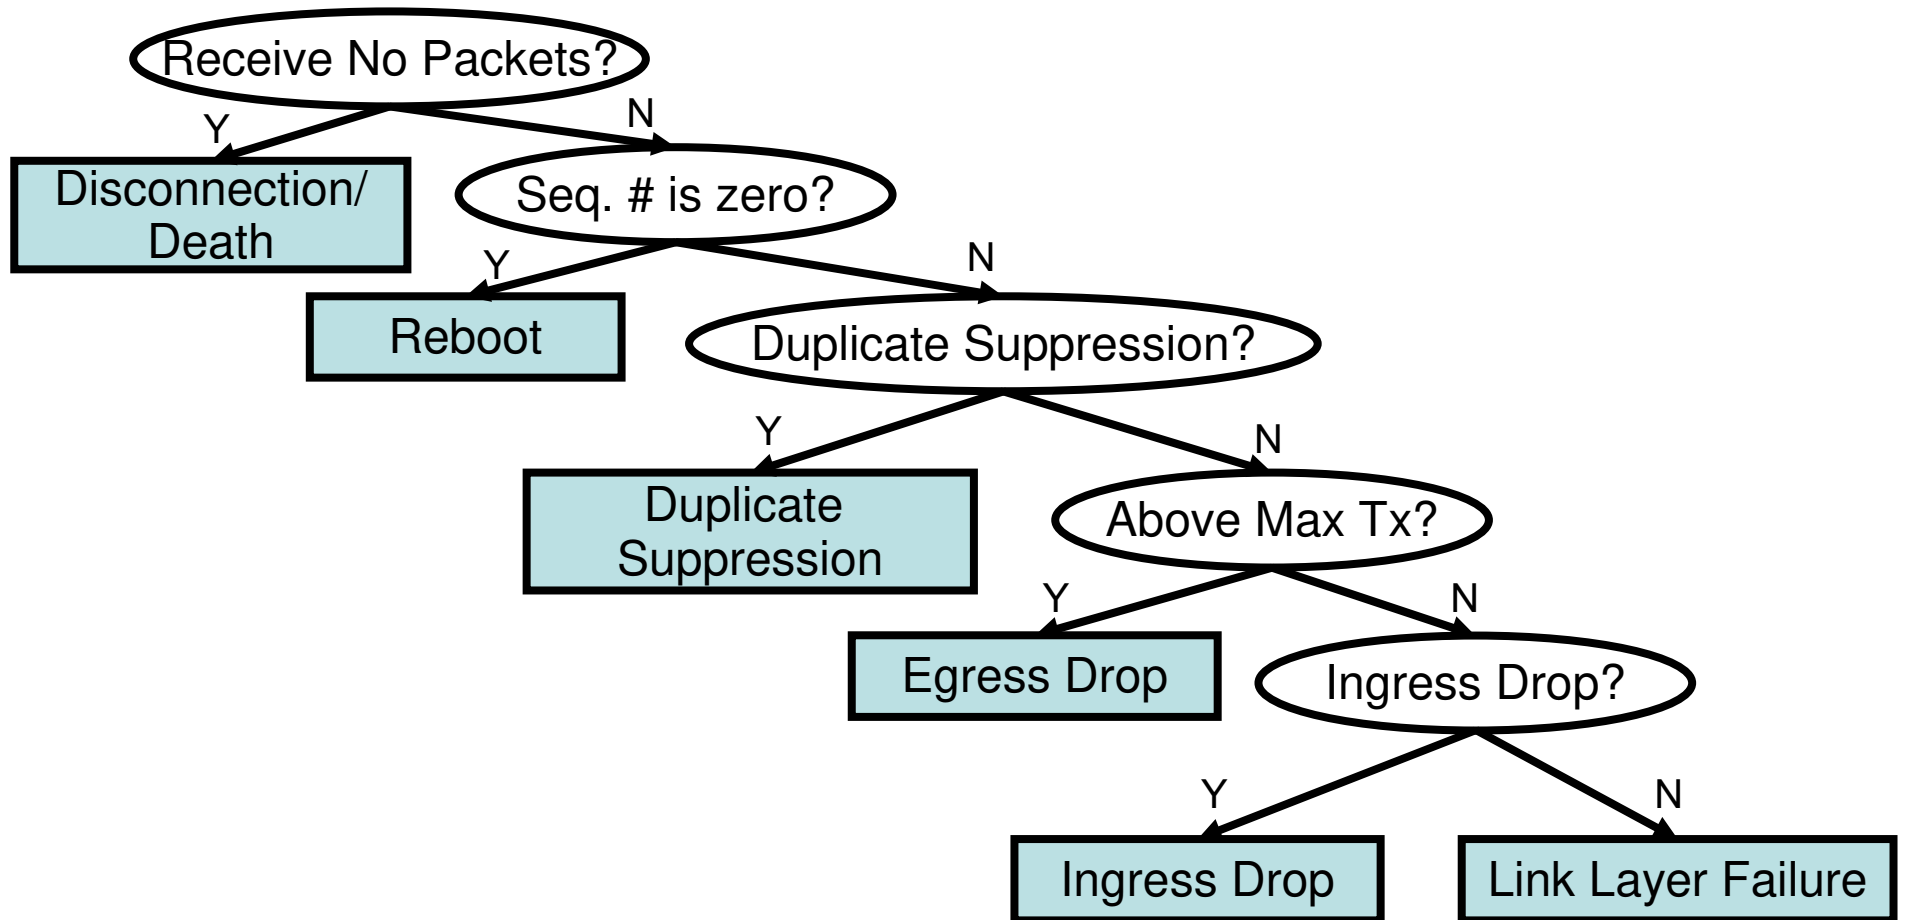 Receive No Packets?
Y
N
Disconnection/
Death
Seq. # is zero?
Y
N
Reboot
Duplicate Suppression?
Y
N
Duplicate
Suppression
Above Max Tx?
Y
N
Egress Drop
Ingress Drop?
Y
N
Ingress Drop
Link Layer Failure